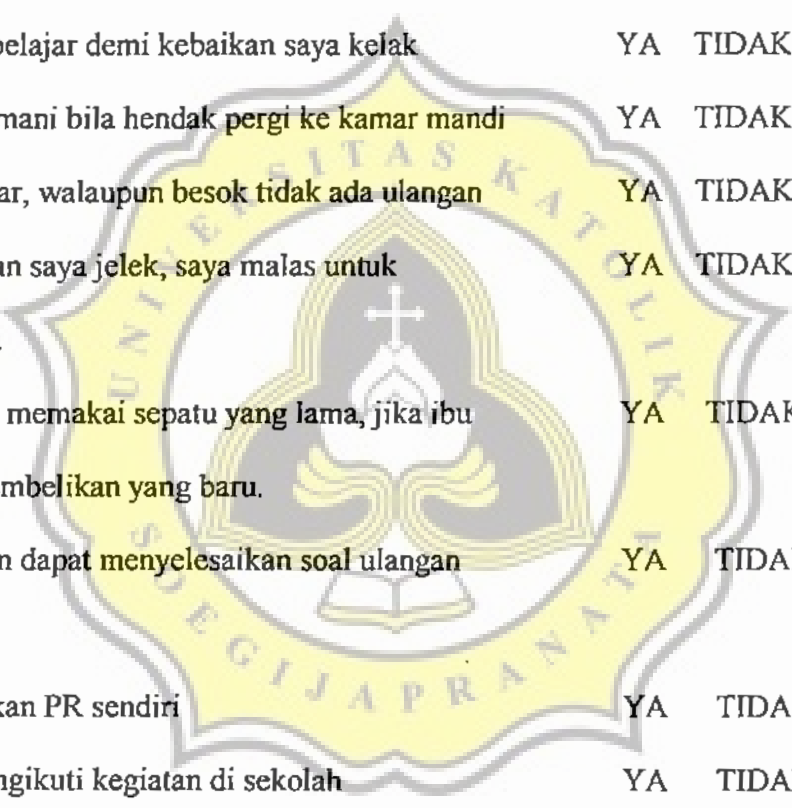 belajar demi kebaikan saya kelak YA TIDAK
mani bila hendak pergi ke kamar mandi YA TIDAK
ar, walaupun besok tidak ada ulangan YA TIDAK
an saya jelek, saya malas untuk YA TIDAK
memakai sepatu yang lama, jika ibu YA TIDAK
mbelikan yang baru.
n dapat menyelesaikan soal ulangan YA TIDA
kan PR sendiri YA TIDA
ngikuti kegiatan di sekolah YA TIDA
UNIVERSITAS KATOLIK
SOEGIJAPRANATA